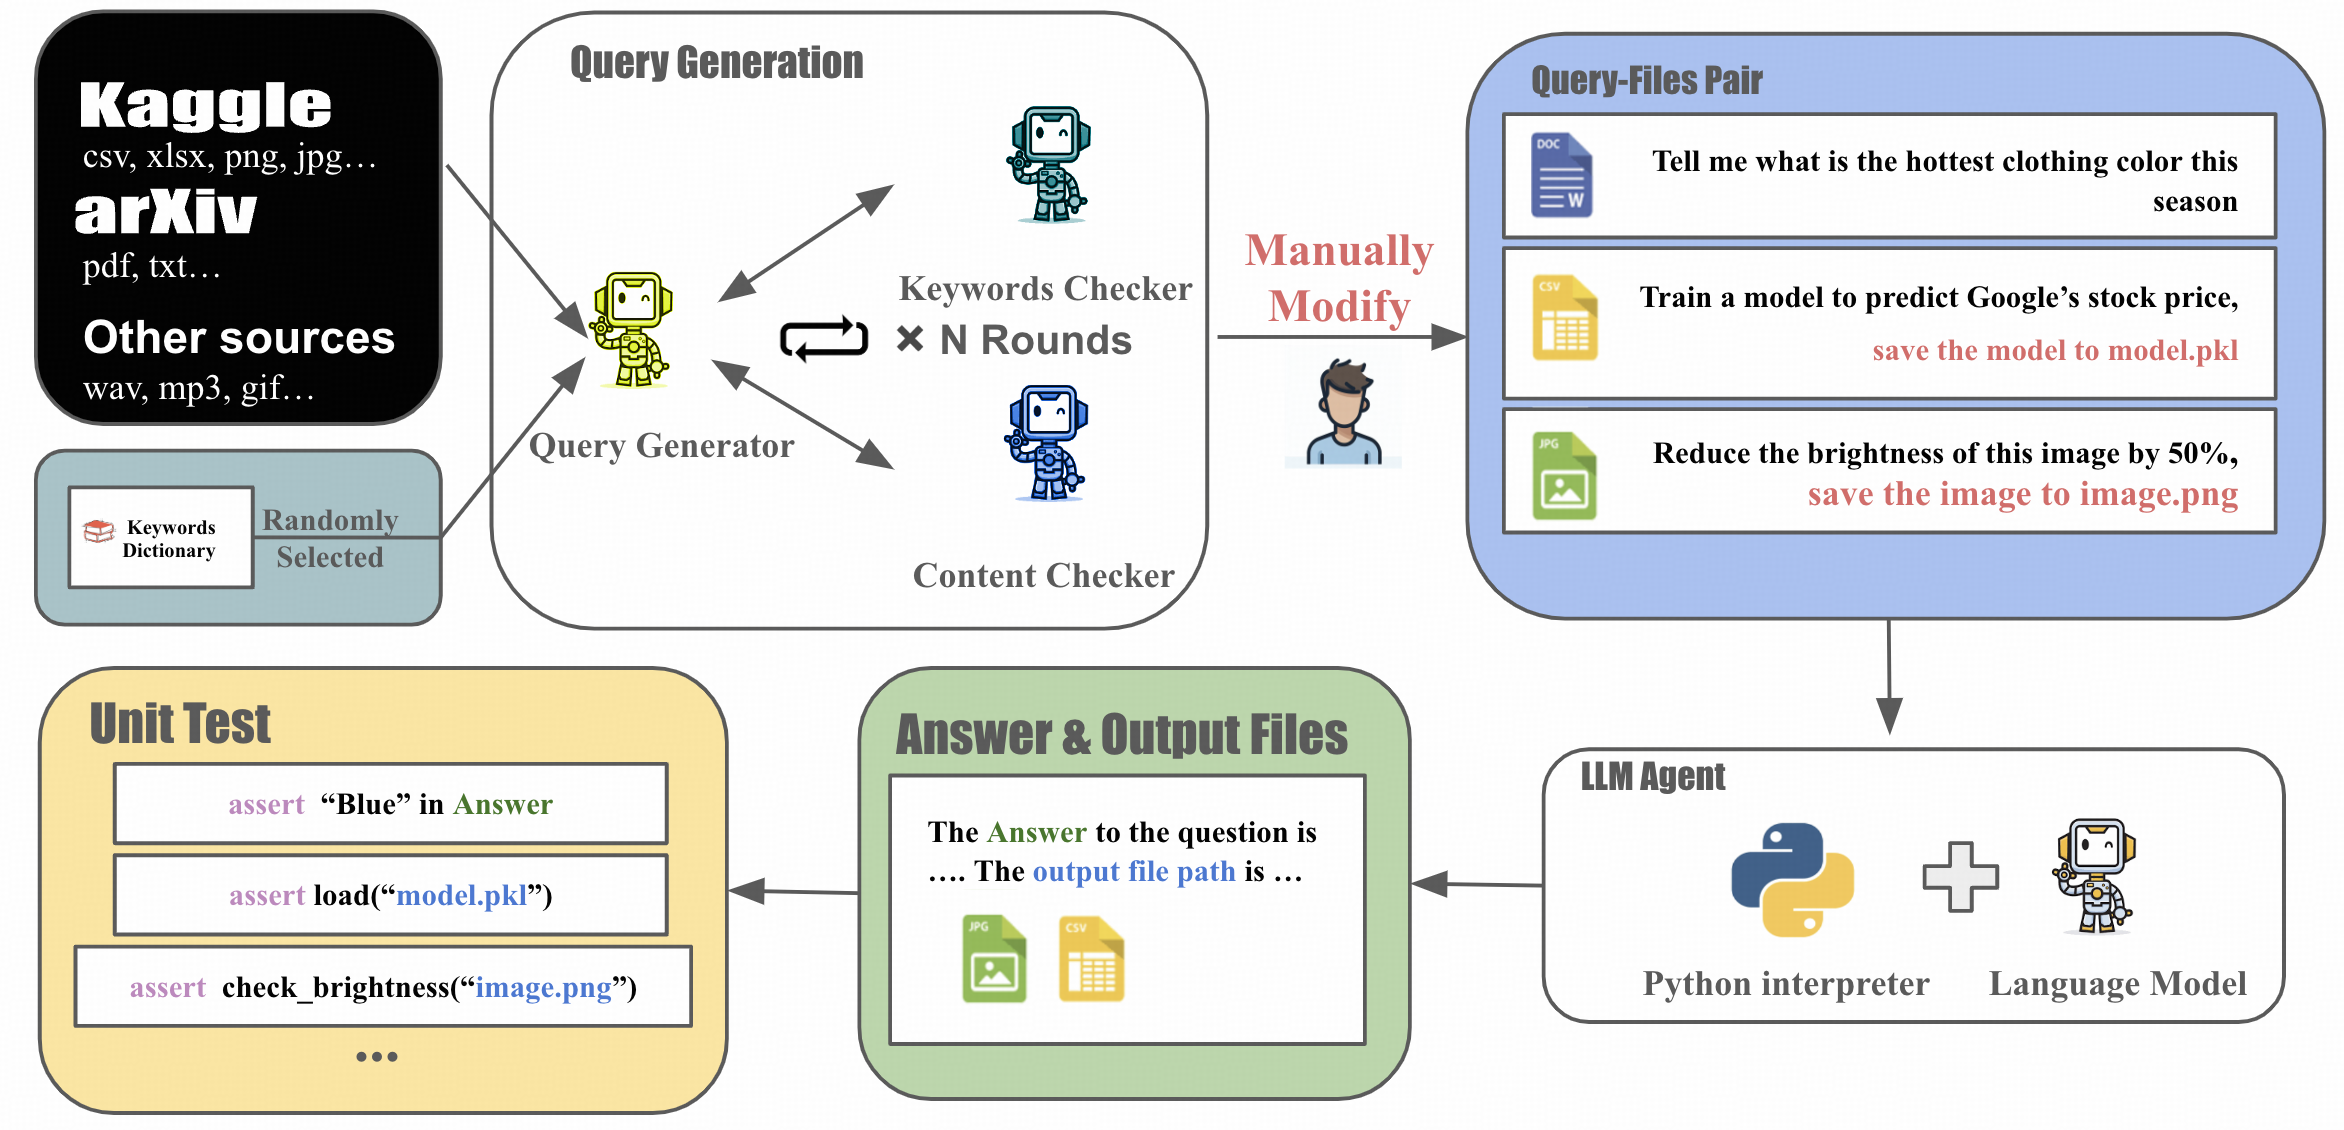 Kaggle
csv, xlsx, png, jpg…
arXiv
pdf, txt…
Other sources
wav, mp3, gif…
Keywords
Dictionary
Randomly
Selected
Query Generation
Keywords Checker
× N Rounds
Query Generator
Content Checker
Manually
Modify
Query-Files Pair
DOC
W
Tell me what is the hottest clothing color this
season
CSV
Train a model to predict Google’s stock price,
save the model to model.pkl
JPG
Reduce the brightness of this image by 50%,
save the image to image.png
LLM Agent
Python interpreter
Language Model
Answer & Output Files
The Answer to the question is
…. The output file path is …
JPG
CSV
Unit Test
assert “Blue” in Answer
assert load(“model.pkl”)
assert check_brightness(“image.png”)
…